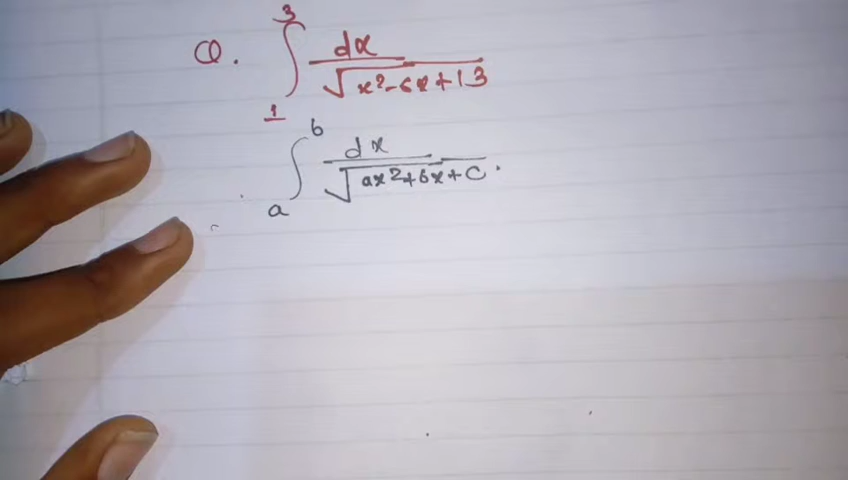 Q. ∫₁³ dx / √(x²-6x+13)
∫ₐᵇ dx / √(ax²+bx+c).